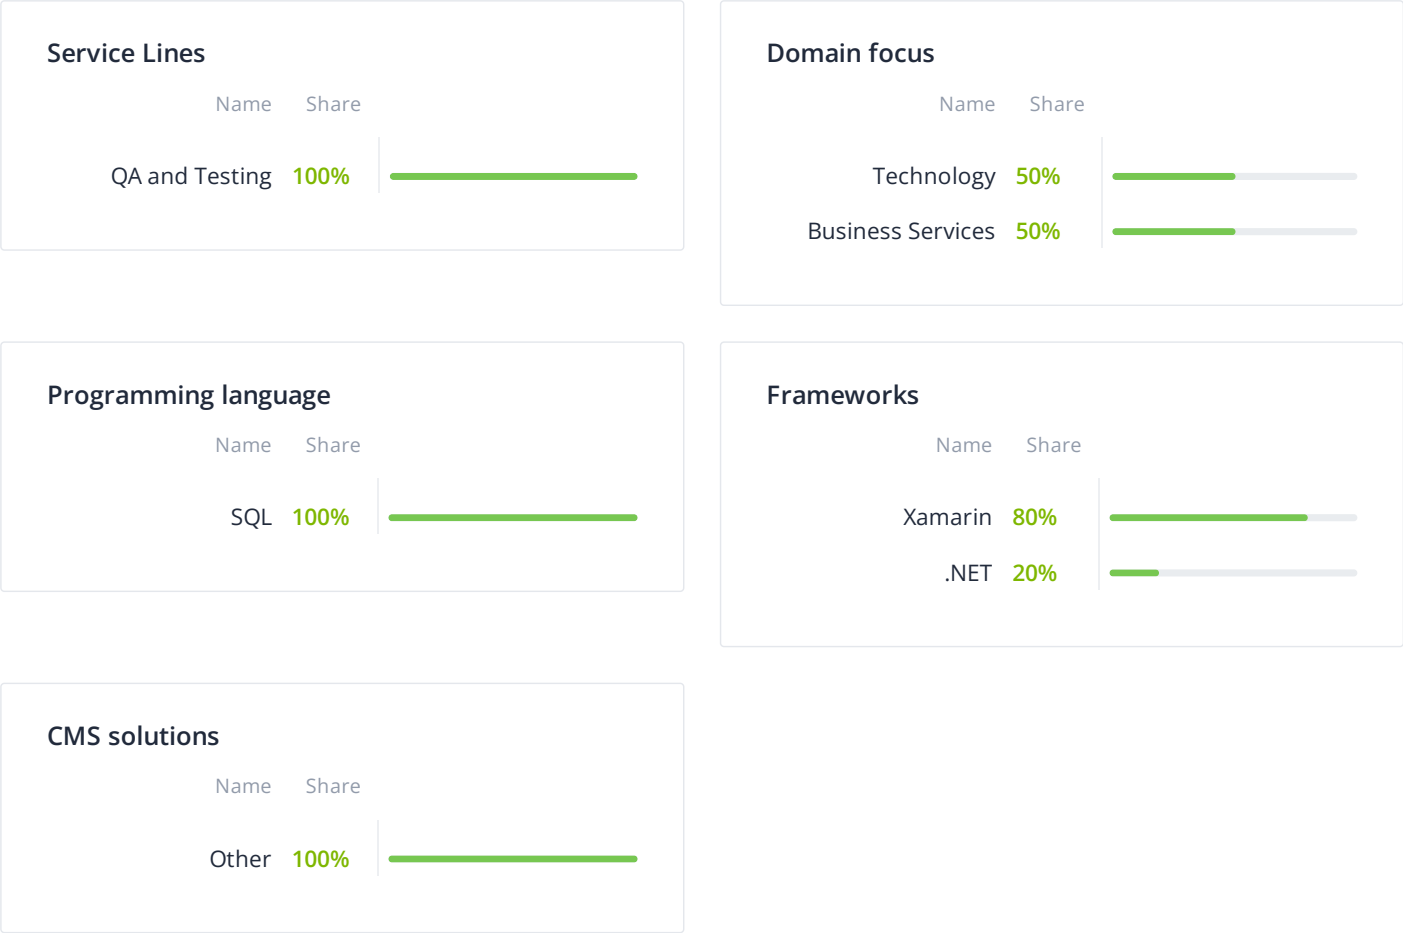 Service Lines
Name Share
QA and Testing 100%
Domain focus
Name Share
Technology 50%
Business Services 50%
Programming language
Name Share
SQL 100%
Frameworks
Name Share
Xamarin 80%
.NET 20%
CMS solutions
Name Share
Other 100%